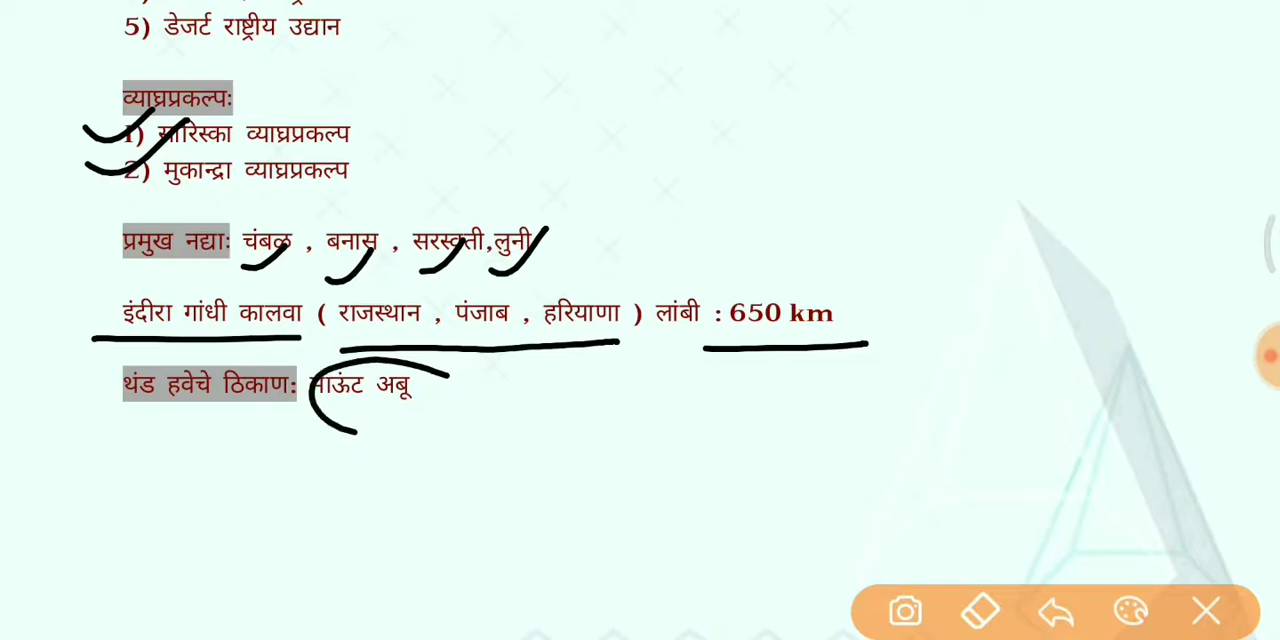 5) डेजर्ट राष्ट्रीय उद्यान
व्याघ्रप्रकल्प:
1) सारिस्का व्याघ्रप्रकल्प
2) मुकान्द्रा व्याघ्रप्रकल्प
प्रमुख नद्या: चंबळ , बनास , सरस्वती,लुनी
इंदीरा गांधी कालवा ( राजस्थान , पंजाब , हरियाणा ) लांबी : 650 km
थंड हवेचे ठिकाण: माऊंट अबू